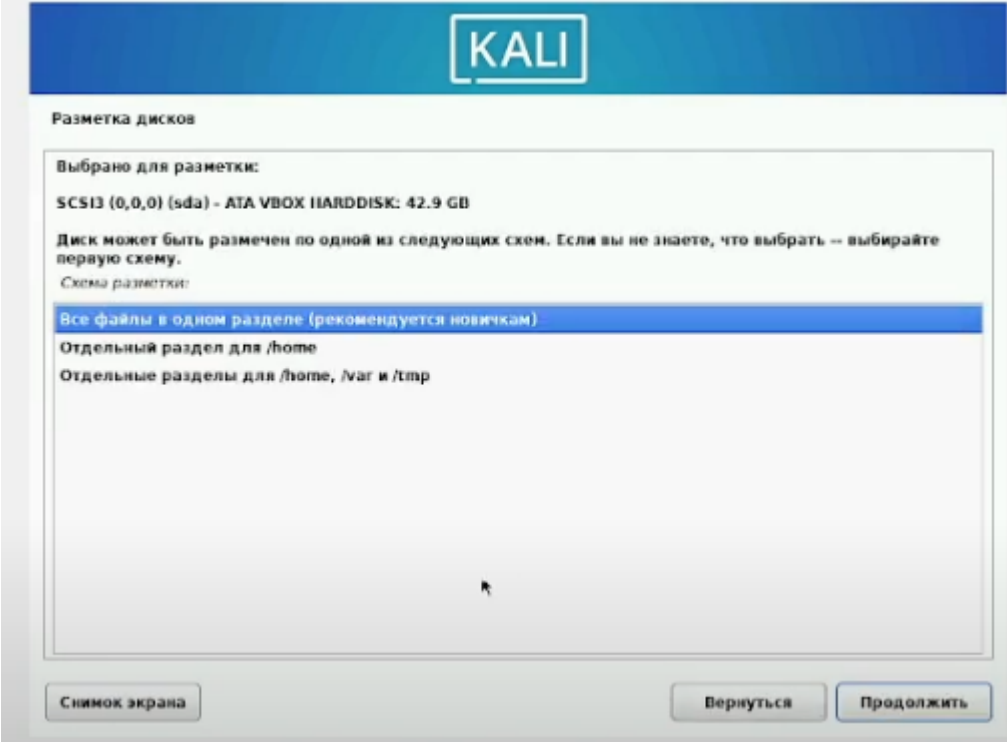 KALI
Разметка дисков
Выбрано для разметки:
SCSI3 (0,0,0) (sda) - ATA VBOX HARDDISK: 42.9 GB
Диск может быть размечен по одной из следующих схем. Если вы не знаете, что выбрать -- выбирайте
первую схему.
Схема разметки:
Все файлы в одном разделе (рекомендуется новичкам)
Отдельный раздел для /home
Отдельные разделы для /home, /var и /tmp
Снимок экрана
Вернуться
Продолжить